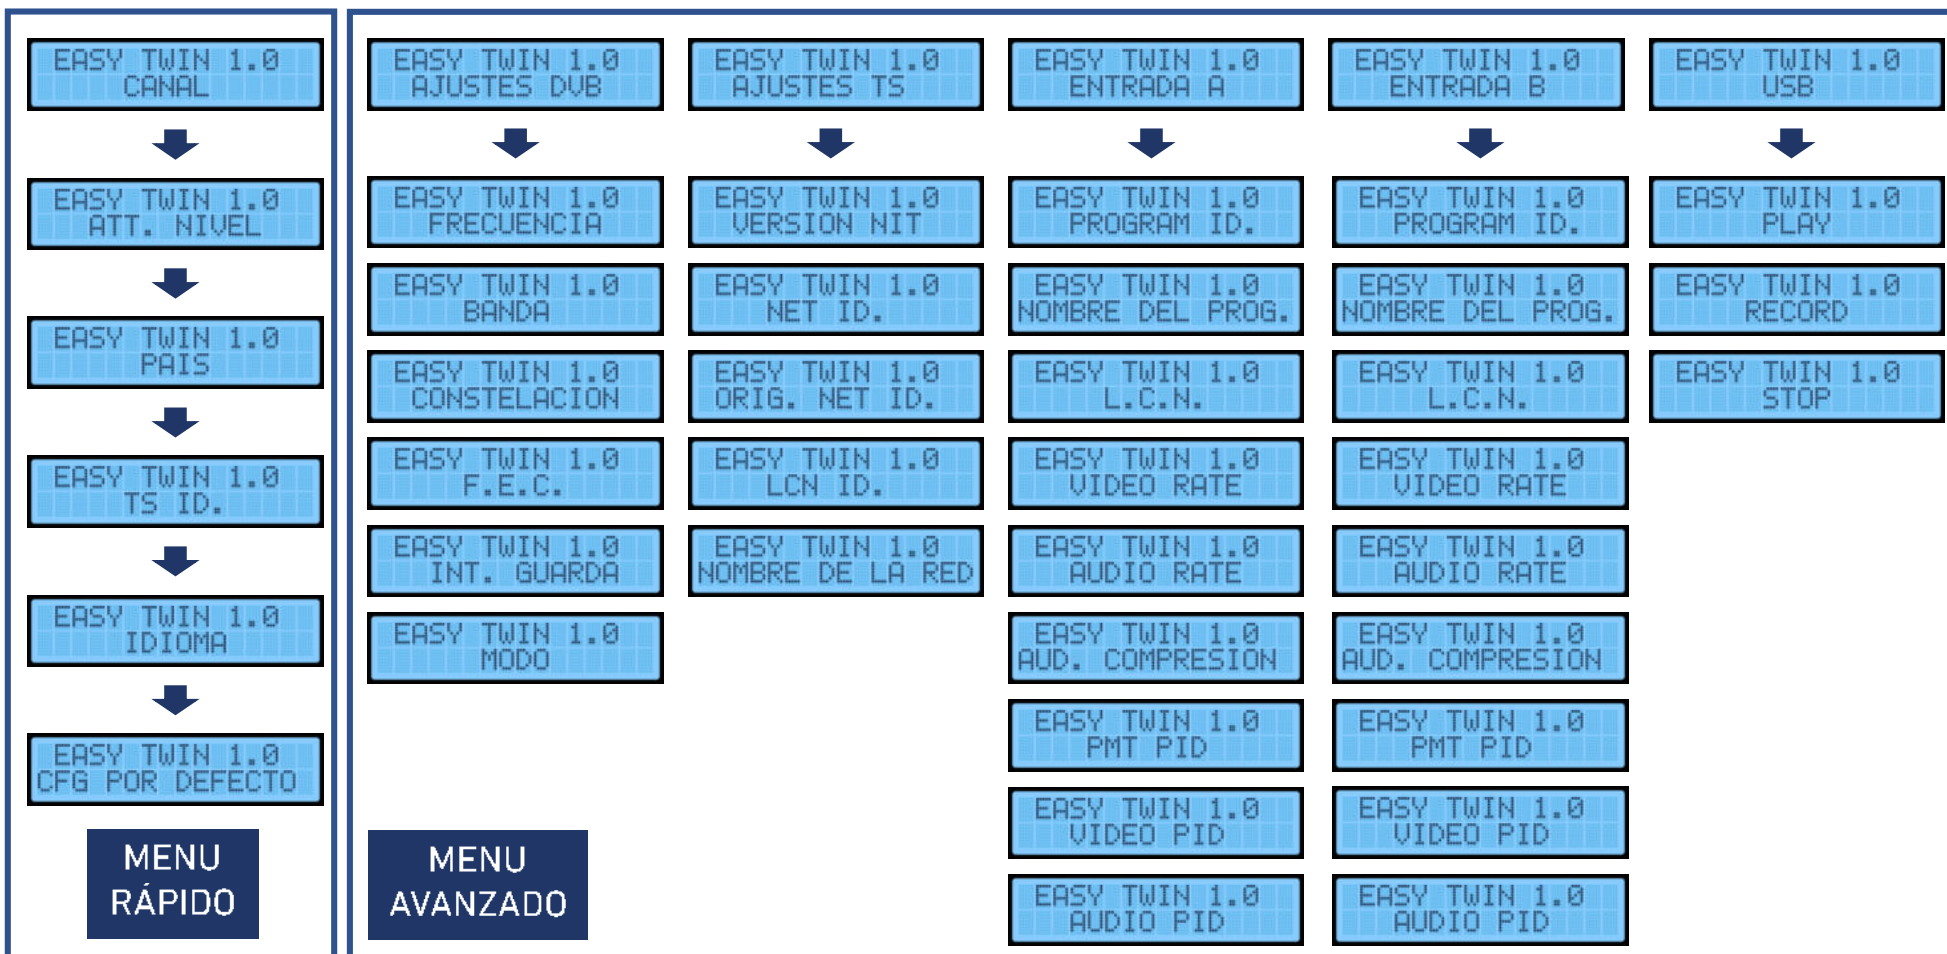 EASY TWIN 1.0
CANAL
EASY TWIN 1.0
ATT. NIVEL
EASY TWIN 1.0
PAIS
EASY TWIN 1.0
TS ID.
EASY TWIN 1.0
IDIOMA
EASY TWIN 1.0
CFG POR DEFECTO
MENU
RÁPIDO
EASY TWIN 1.0
AJUSTES DVB
EASY TWIN 1.0
FRECUENCIA
EASY TWIN 1.0
BANDA
EASY TWIN 1.0
CONSTELACION
EASY TWIN 1.0
F.E.C.
EASY TWIN 1.0
INT. GUARDA
EASY TWIN 1.0
MODO
MENU
AVANZADO
EASY TWIN 1.0
AJUSTES TS
EASY TWIN 1.0
VERSION NIT
EASY TWIN 1.0
NET ID.
EASY TWIN 1.0
ORIG. NET ID.
EASY TWIN 1.0
LCN ID.
EASY TWIN 1.0
NOMBRE DE LA RED
EASY TWIN 1.0
ENTRADA A
EASY TWIN 1.0
PROGRAM ID.
EASY TWIN 1.0
NOMBRE DEL PROG.
EASY TWIN 1.0
L.C.N.
EASY TWIN 1.0
VIDEO RATE
EASY TWIN 1.0
AUDIO RATE
EASY TWIN 1.0
AUD. COMPRESION
EASY TWIN 1.0
PMT PID
EASY TWIN 1.0
VIDEO PID
EASY TWIN 1.0
AUDIO PID
EASY TWIN 1.0
ENTRADA B
EASY TWIN 1.0
PROGRAM ID.
EASY TWIN 1.0
NOMBRE DEL PROG.
EASY TWIN 1.0
L.C.N.
EASY TWIN 1.0
VIDEO RATE
EASY TWIN 1.0
AUDIO RATE
EASY TWIN 1.0
AUD. COMPRESION
EASY TWIN 1.0
PMT PID
EASY TWIN 1.0
VIDEO PID
EASY TWIN 1.0
AUDIO PID
EASY TWIN 1.0
USB
EASY TWIN 1.0
PLAY
EASY TWIN 1.0
RECORD
EASY TWIN 1.0
STOP